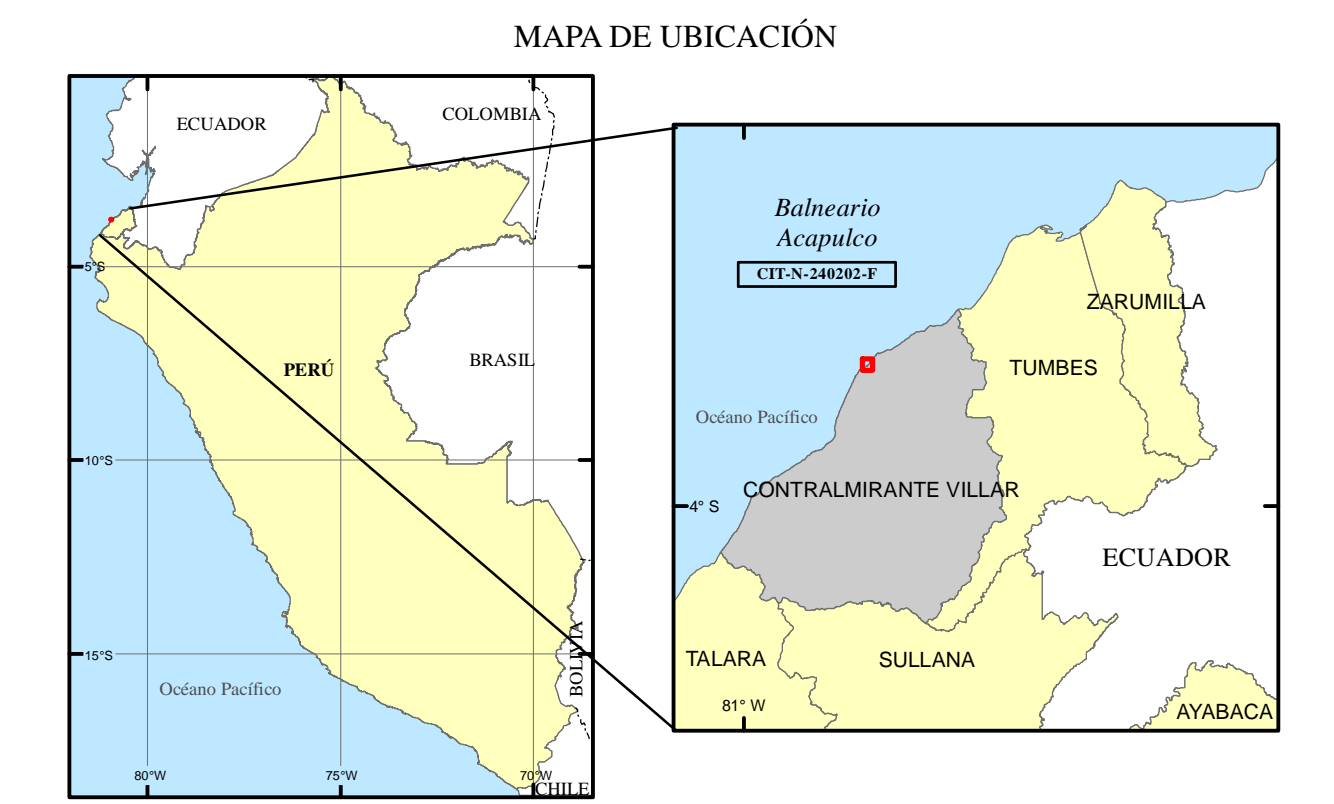 MAPA DE UBICACIÓN
ECUADOR
COLOMBIA
5°S
PERÚ
BRASIL
10°S
15°S
BOLIVIA
Océano Pacífico
80°W
75°W
70°W
CHILE
Balneario
Acapulco
CIT-N-240202-F
ZARUMILLA
TUMBES
Océano Pacífico
CONTRALMIRANTE VILLAR
4° S
ECUADOR
TALARA
SULLANA
81° W
AYABACA